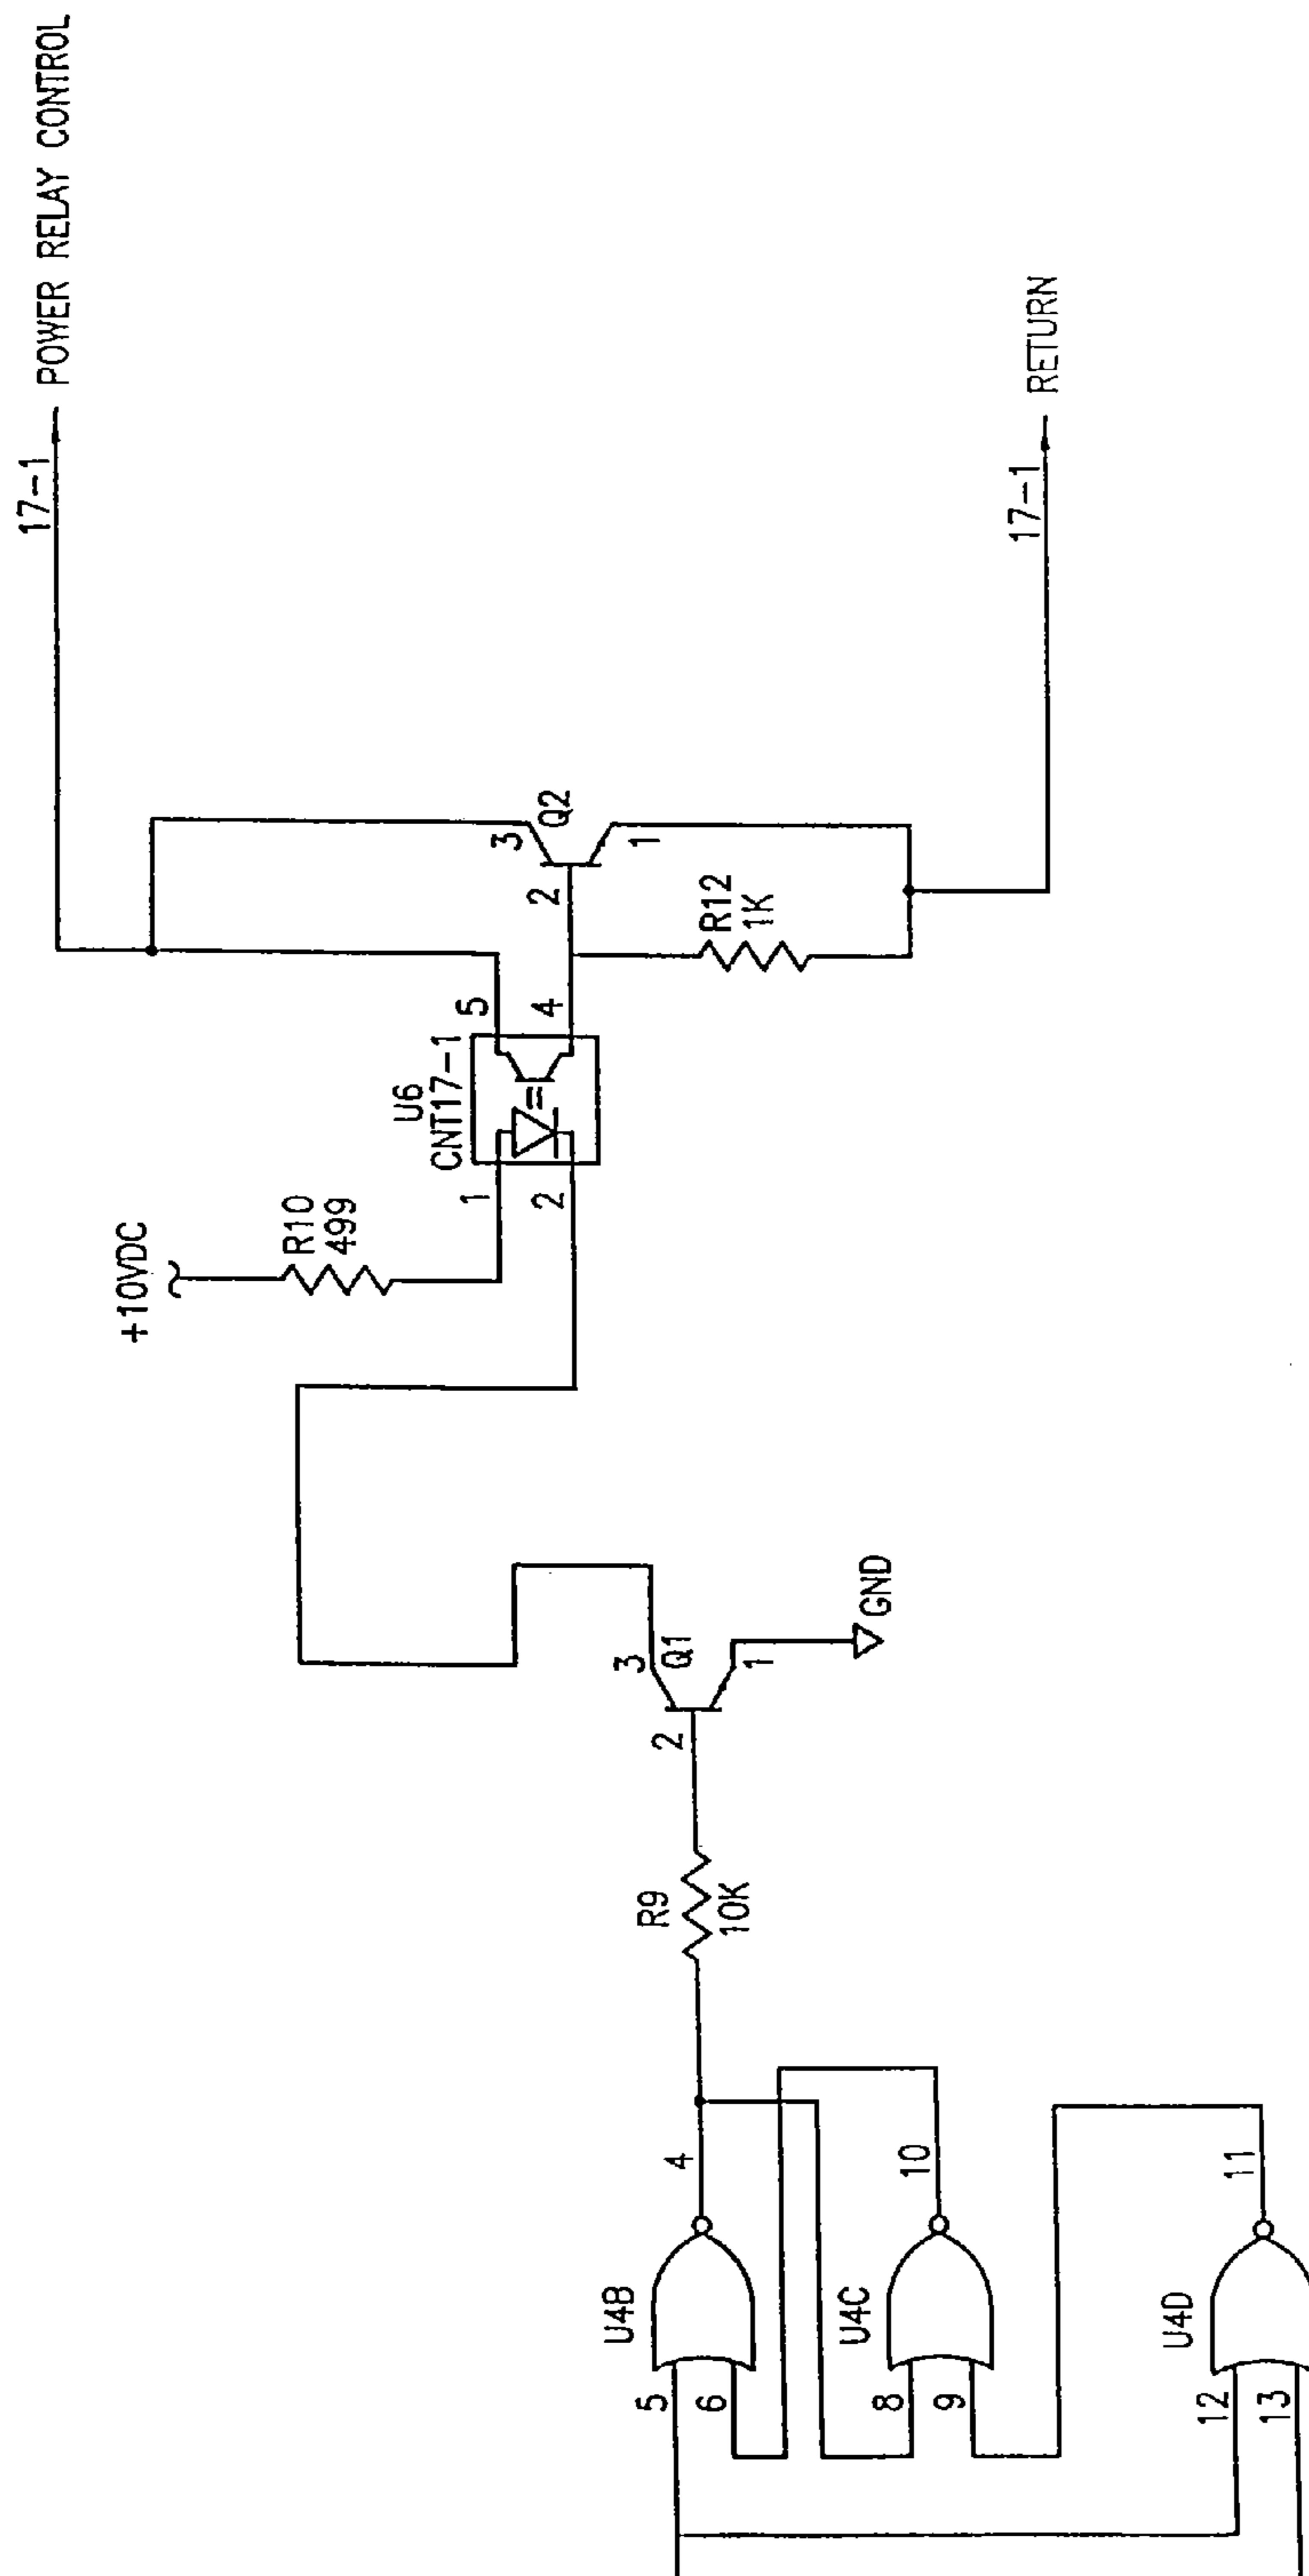 17-1
POWER RELAY CONTROL
+10VDC
R10
499
U6
CNT17-1
1
2
5
4
3
Q2
2
1
R12
1K
17-1
RETURN
3
Q1
2
1
GND
R9
10K
U4B
5
6
4
U4C
8
9
10
U4D
12
13
11